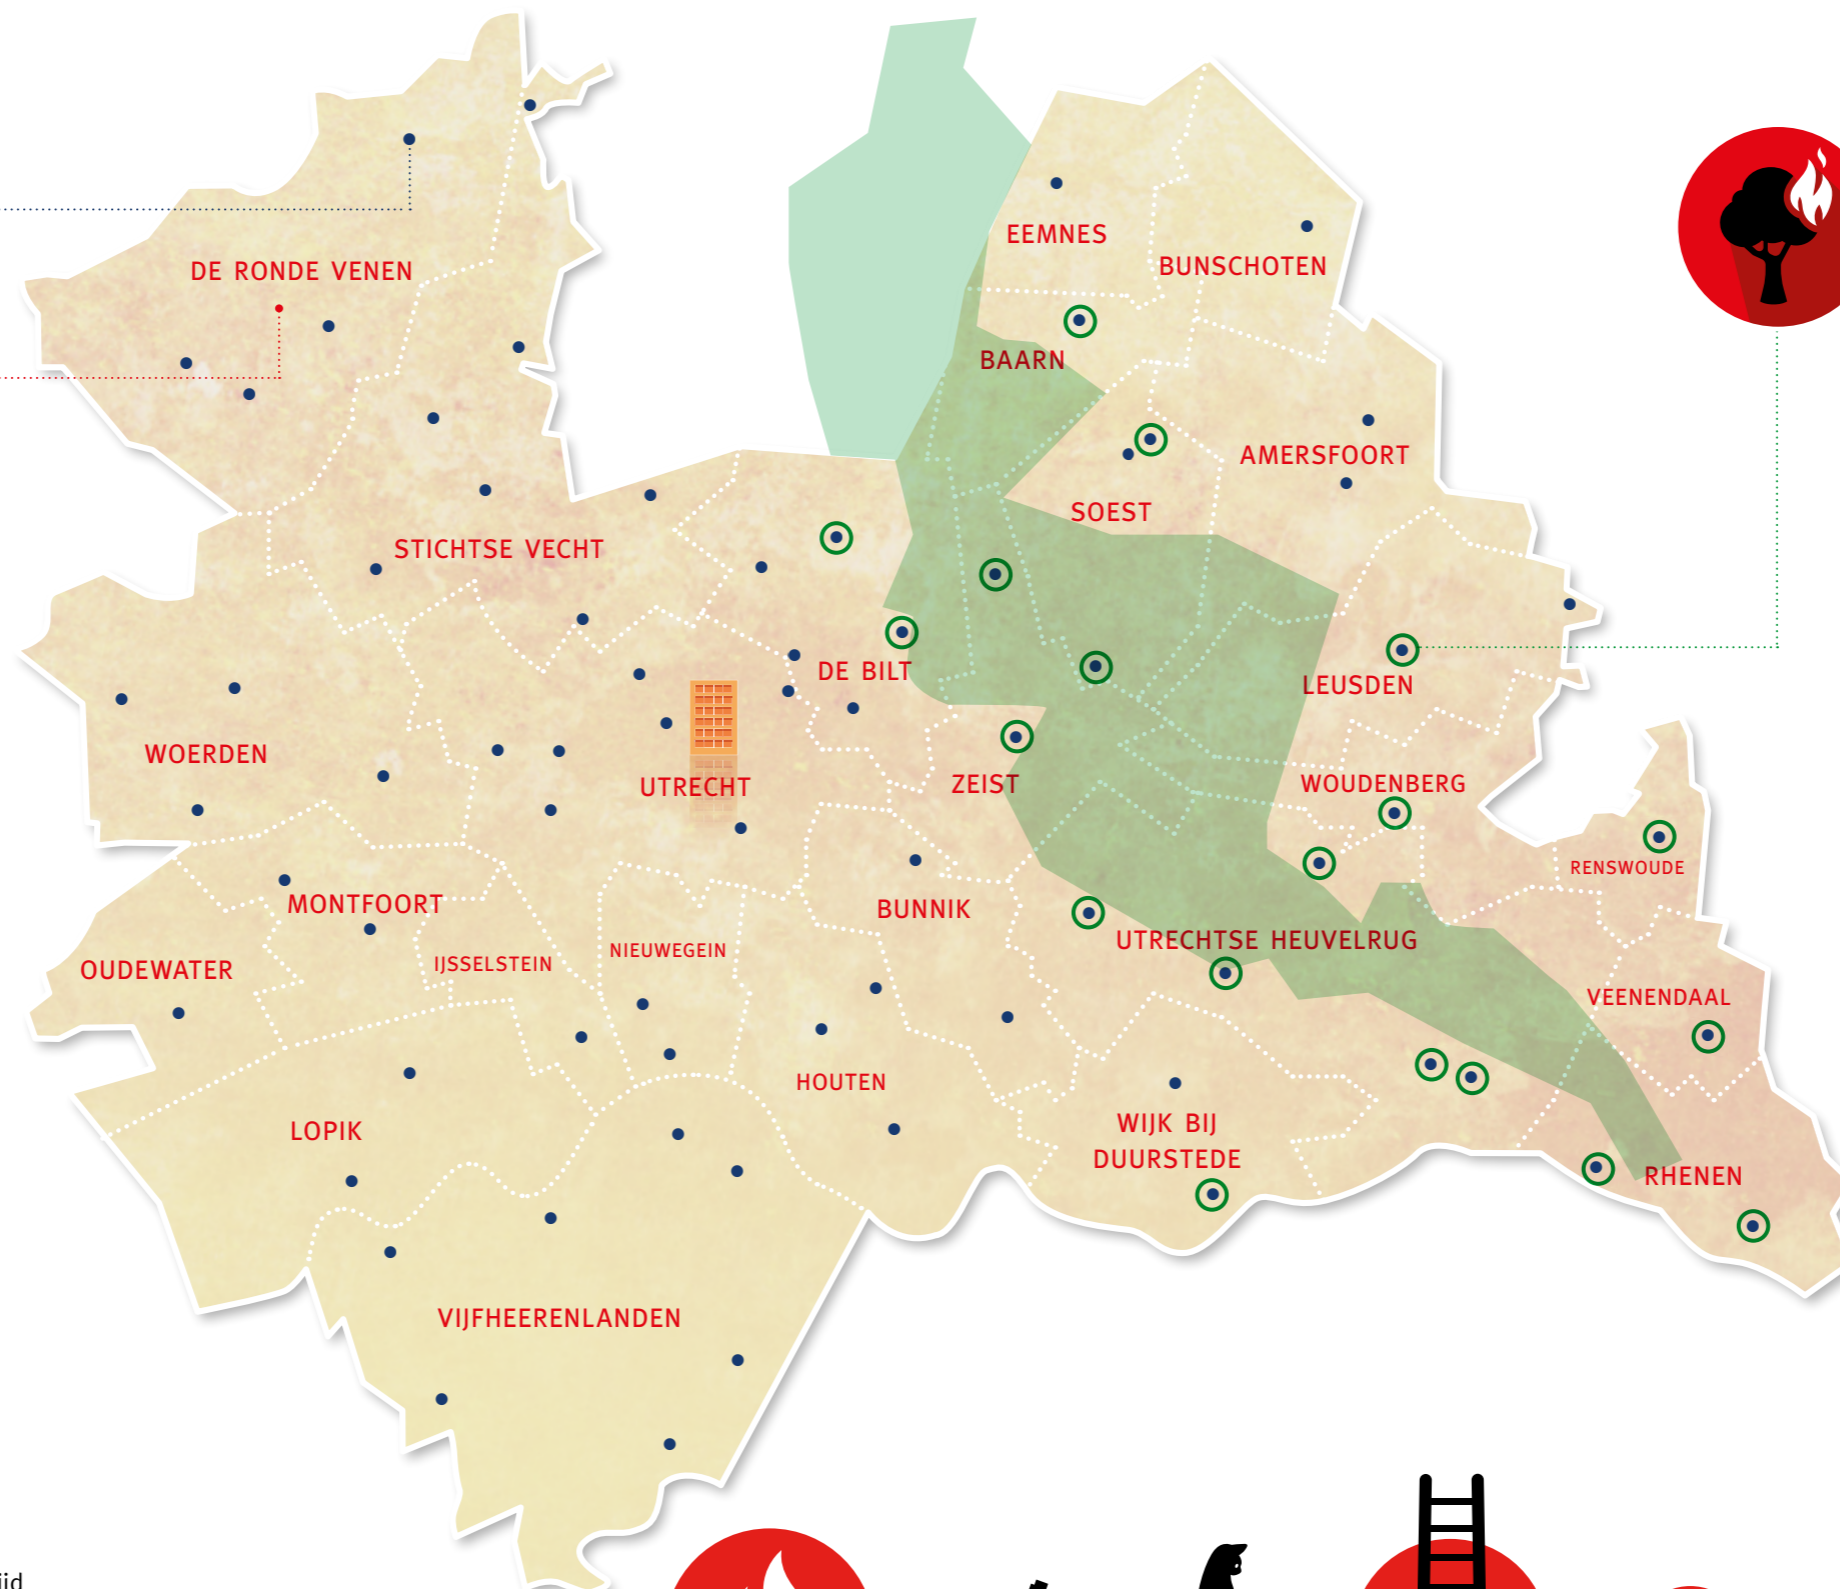 EEMNES
BUNSCHOTEN
DE RONDE VENEN
BAARN
AMERSFOORT
SOEST
STICHTSE VECHT
DE BILT
LEUSDEN
WOERDEN
UTRECHT
ZEIST
WOUDENBERG
RENSWOUDE
MONTFOORT
BUNNIK
UTRECHTSE HEUVELRUG
NIEUWEGEIN
IJSSELSTEIN
OUDEWATER
VEENENDAAL
HOUTEN
LOPIK
WIJK BIJ
DUURSTEDE
RHENEN
VIJFHEERENLANDEN